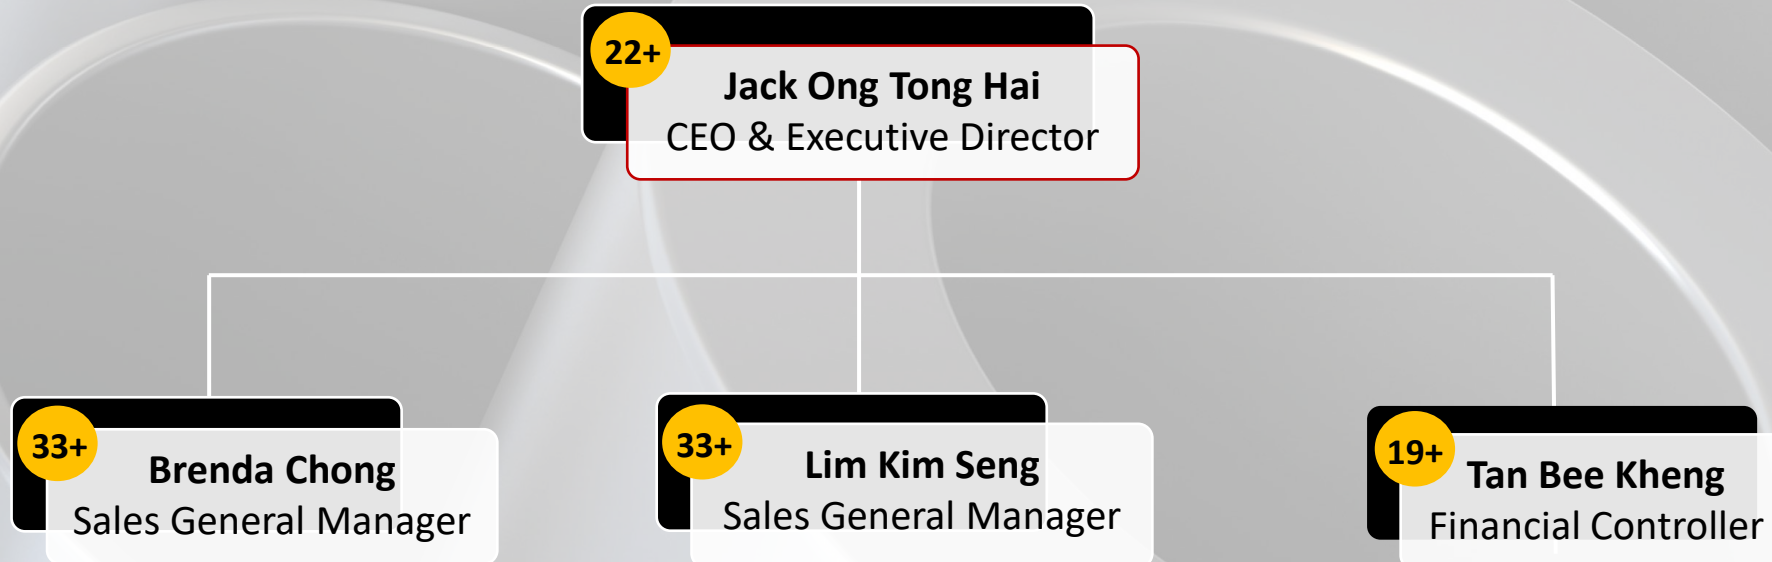 22+
Jack Ong Tong Hai
CEO & Executive Director
33+
Brenda Chong
Sales General Manager
33+
Lim Kim Seng
Sales General Manager
19+
Tan Bee Kheng
Financial Controller